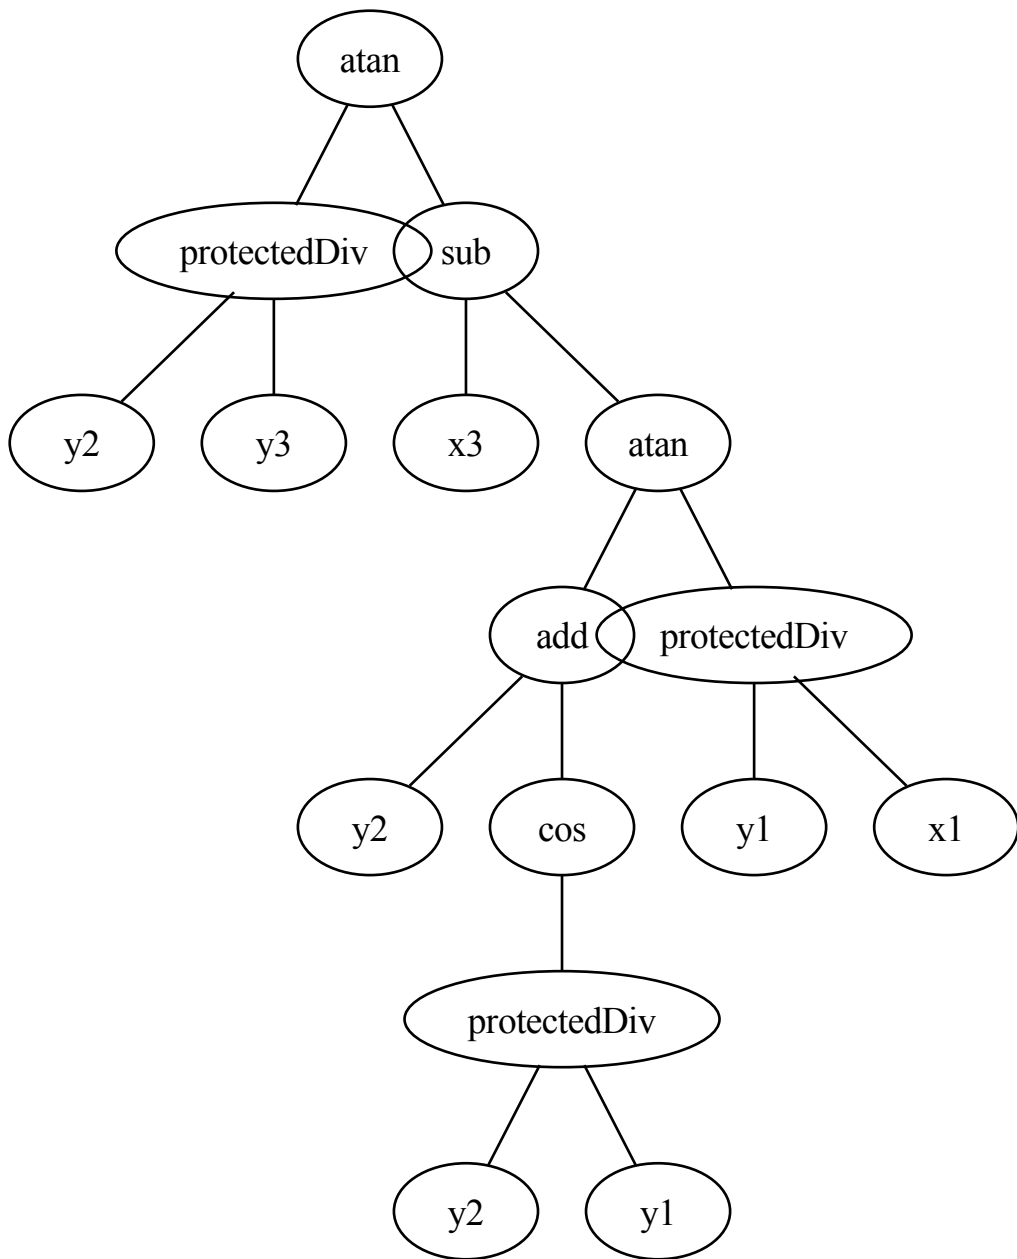 atan
protectedDiv sub
y2 y3 x3 atan
add protectedDiv
y2 cos y1 x1
protectedDiv
y2 y1